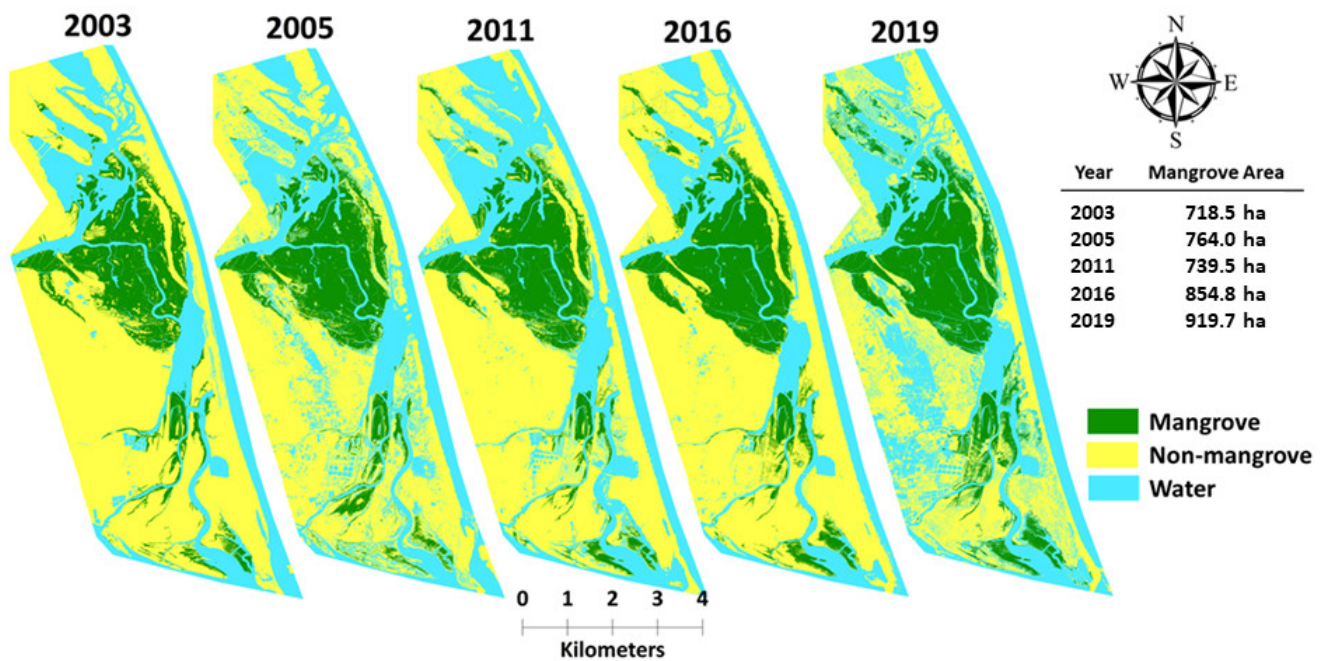 2003 2005 2011 2016 2019
N
W E
S
Year Mangrove Area
2003 718.5 ha
2005 764.0 ha
2011 739.5 ha
2016 854.8 ha
2019 919.7 ha
Mangrove
Non-mangrove
Water
0 1 2 3 4
Kilometers